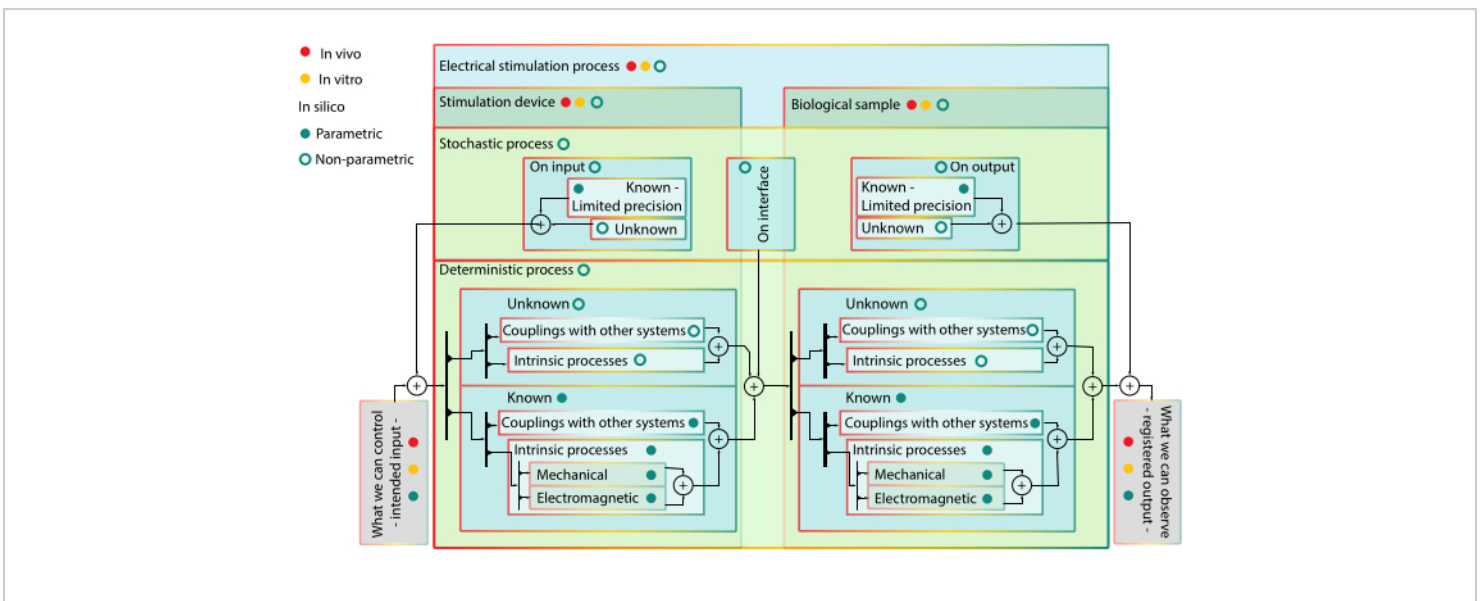 In vivo
In vitro
In silico
Parametric
Non-parametric
Electrical stimulation process
Stimulation device
Biological sample
Stochastic process
On input
Known -
Limited precision
+
Unknown
On interface
On output
Known -
Limited precision
+
Unknown
Deterministic process
Unknown
Couplings with other systems
+
Intrinsic processes
Known
Couplings with other systems
+
Intrinsic processes
Mechanical
+
Electromagnetic
+
Unknown
Couplings with other systems
+
Intrinsic processes
Known
Couplings with other systems
+
Intrinsic processes
Mechanical
+
Electromagnetic
+
+
+
What we can control
- intended input -
What we can observe
- registered output -